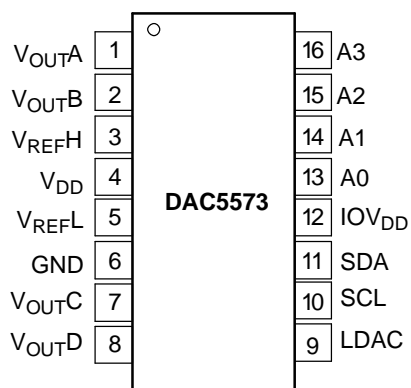 VOUTA 1 16 A3
VOUTB 2 15 A2
VREFH 3 14 A1
VDD 4 13 A0
DAC5573
VREFL 5 12 IOVDD
GND 6 11 SDA
VOUTC 7 10 SCL
VOUTD 8 9 LDAC